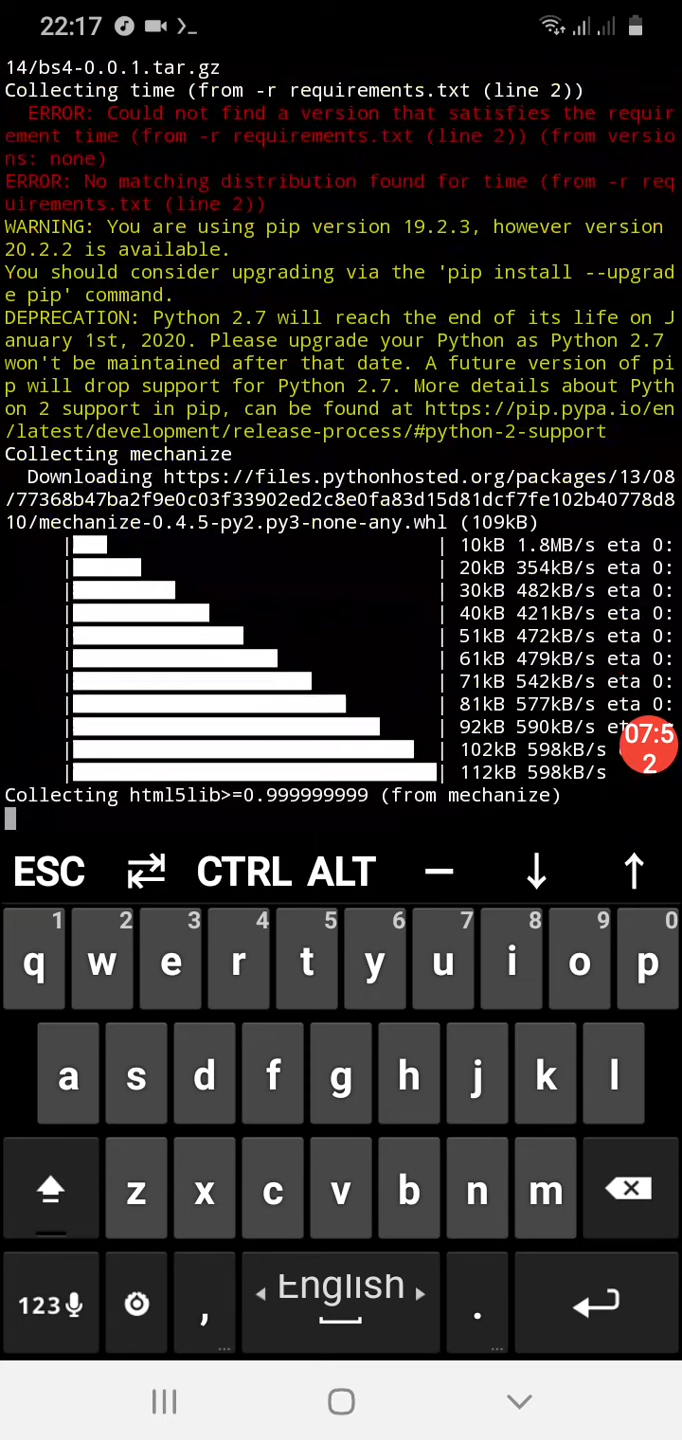 22:17
14/bs4-0.0.1.tar.gz
Collecting time (from -r requirements.txt (line 2))
  ERROR: Could not find a version that satisfies the requir
ement time (from -r requirements.txt (line 2)) (from versio
ns: none)
ERROR: No matching distribution found for time (from -r req
uirements.txt (line 2))
WARNING: You are using pip version 19.2.3, however version
20.2.2 is available.
You should consider upgrading via the 'pip install --upgrad
e pip' command.
DEPRECATION: Python 2.7 will reach the end of its life on J
anuary 1st, 2020. Please upgrade your Python as Python 2.7
won't be maintained after that date. A future version of pi
p will drop support for Python 2.7. More details about Pyth
on 2 support in pip, can be found at https://pip.pypa.io/en
/latest/development/release-process/#python-2-support
Collecting mechanize
  Downloading https://files.pythonhosted.org/packages/13/08
/77368b47ba2f9e0c03f33902ed2c8e0fa83d15d81dcf7fe102b40778d8
10/mechanize-0.4.5-py2.py3-none-any.whl (109kB)
| | 10kB 1.8MB/s eta 0:
| | 20kB 354kB/s eta 0:
| | 30kB 482kB/s eta 0:
| | 40kB 421kB/s eta 0:
| | 51kB 472kB/s eta 0:
| | 61kB 479kB/s eta 0:
| | 71kB 542kB/s eta 0:
| | 81kB 577kB/s eta 0:
| | 92kB 590kB/s
| | 102kB 598kB/s
| | 112kB 598kB/s
07:52
Collecting html5lib>=0.999999999 (from mechanize)
ESC CTRL ALT —
1 2 3 4 5 6 7 8 9 0
q w e r t y u i o p
a s d f g h j k l
z x c v b n m
123 , English .